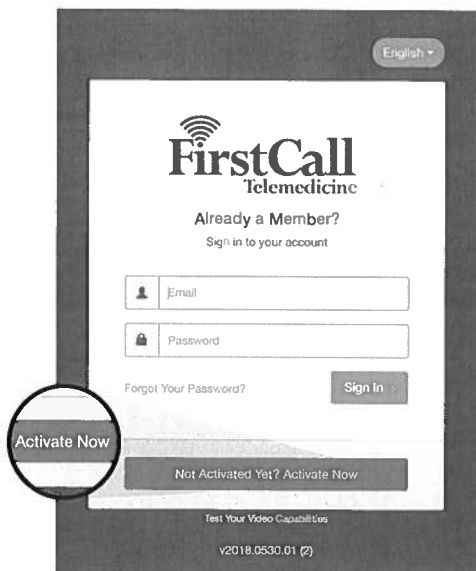 English
FirstCall
Telemedicine
Already a Member?
Sign in to your account
Email
Password
Forgot Your Password?
Sign In
Activate Now
Not Activated Yet? Activate Now
Test Your Video Capabilities
v2018.0530.01 (2)